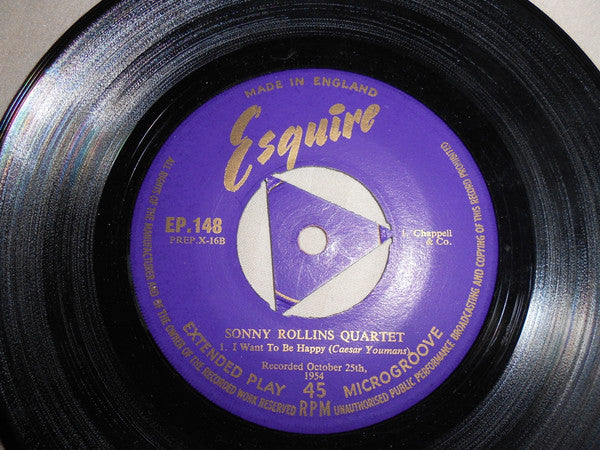 MADE IN ENGLAND
Esquire
EP.148
PREP.X-16B
1. Chappell
& Co.
SONNY ROLLINS QUARTET
1. I Want To Be Happy (Caesar Youmans)
Recorded October 25th,
1954
EXTENDED PLAY 45 RPM MICROGROOVE
ALL RIGHTS OF THE MANUFACTURER AND OF THE OWNER OF THE RECORDED WORK RESERVED
UNAUTHORISED PUBLIC PERFORMANCE BROADCASTING AND COPYING OF THIS RECORD PROHIBITED